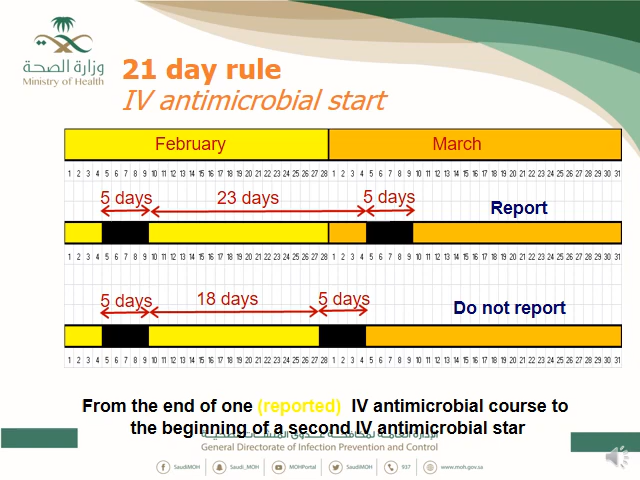 وزارة الصحة
Ministry of Health
21 day rule
IV antimicrobial start
February March
1 2 3 4 5 6 7 8 9 10 11 12 13 14 15 16 17 18 19 20 21 22 23 24 25 26 27 28 1 2 3 4 5 6 7 8 9 10 11 12 13 14 15 16 17 18 19 20 21 22 23 24 25 26 27 28 29 30 31
5 days 23 days 5 days Report
1 2 3 4 5 6 7 8 9 10 11 12 13 14 15 16 17 18 19 20 21 22 23 24 25 26 27 28 1 2 3 4 5 6 7 8 9 10 11 12 13 14 15 16 17 18 19 20 21 22 23 24 25 26 27 28 29 30 31
5 days 18 days 5 days Do not report
1 2 3 4 5 6 7 8 9 10 11 12 13 14 15 16 17 18 19 20 21 22 23 24 25 26 27 28 1 2 3 4 5 6 7 8 9 10 11 12 13 14 15 16 17 18 19 20 21 22 23 24 25 26 27 28 29 30 31
From the end of one (reported) IV antimicrobial course to
the beginning of a second IV antimicrobial star
General Directorate of Infection Prevention and Control
SaudiMOH Saudi_MOH MOHPortal SaudiMOH 937 www.moh.gov.sa